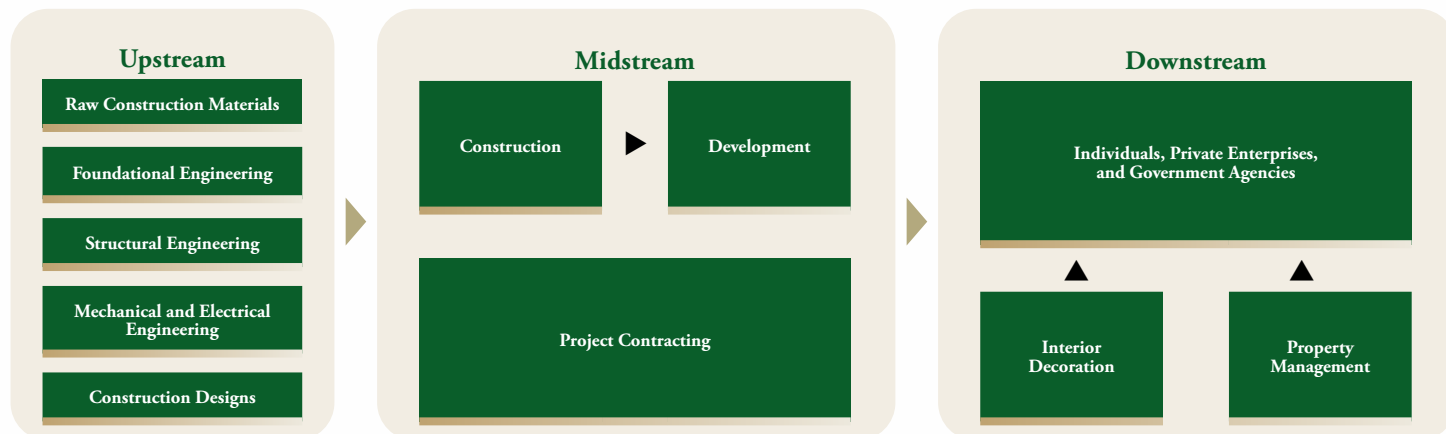 Upstream
Raw Construction Materials
Foundational Engineering
Structural Engineering
Mechanical and Electrical
Engineering
Construction Designs
Midstream
Construction
Development
Project Contracting
Downstream
Individuals, Private Enterprises,
and Government Agencies
Interior
Decoration
Property
Management